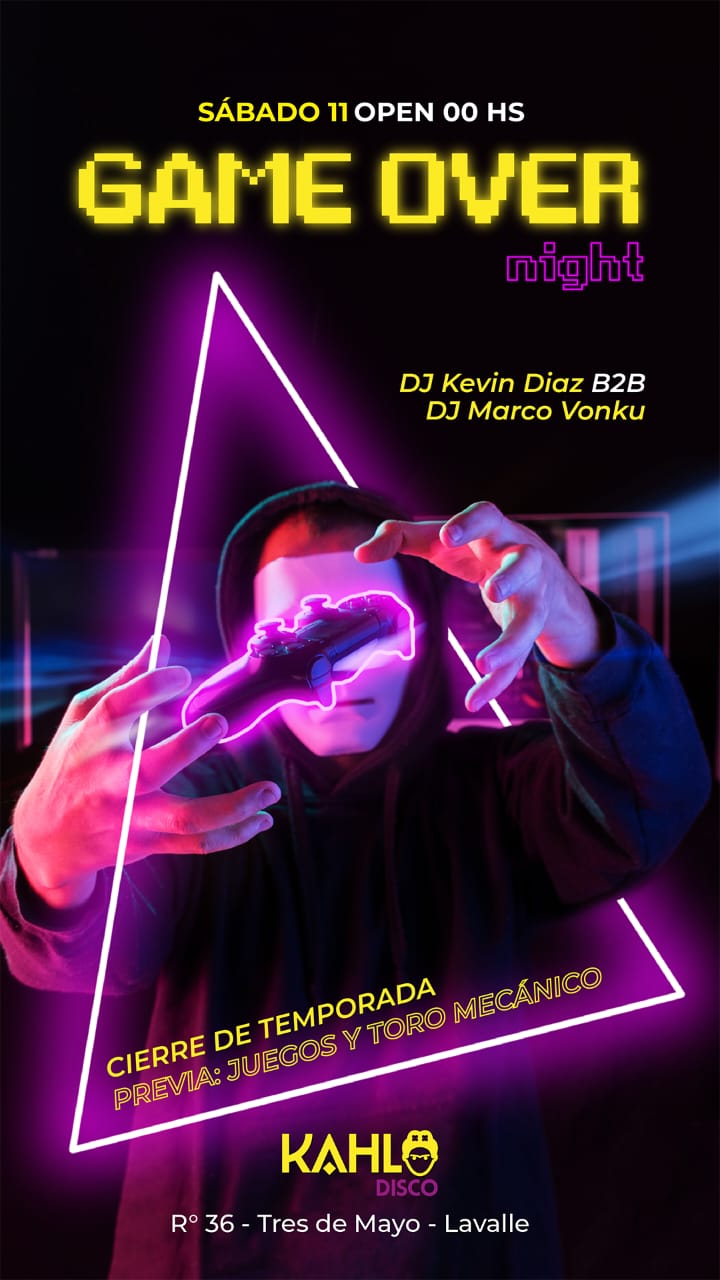 SÁBADO 11 OPEN 00 HS
GAME OVER
night
DJ Kevin Diaz B2B
DJ Marco Vonku
CIERRE DE TEMPORADA
PREVIA: JUEGOS Y TORO MECÁNICO
KAHLO
DISCO
R° 36 - Tres de Mayo - Lavalle